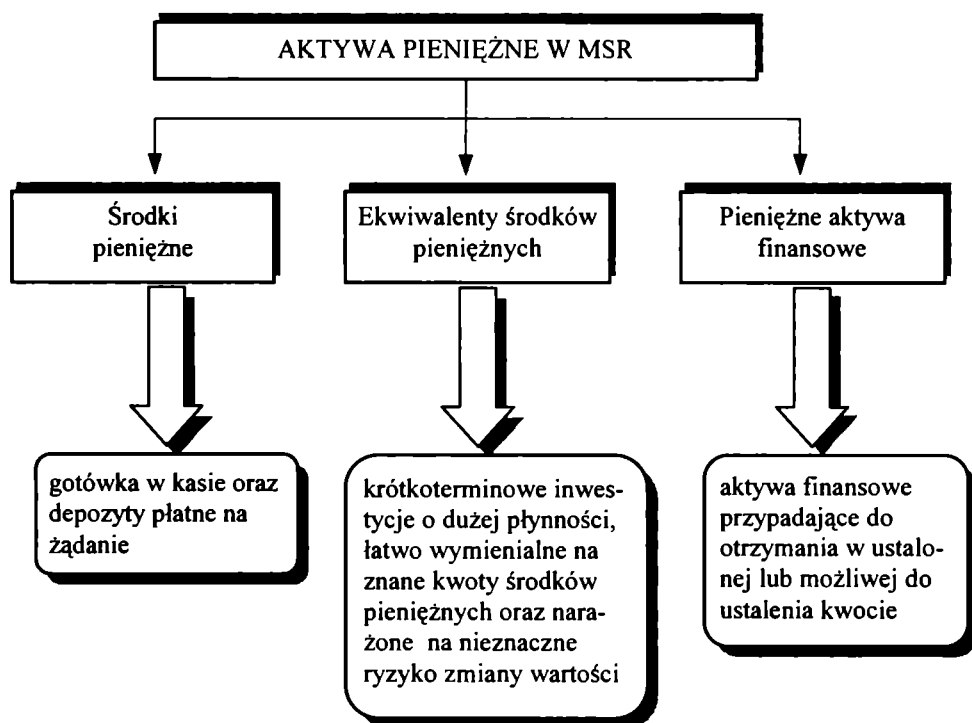 AKTYWA PIENIĘŻNE W MSR
Środki
pieniężne
Ekwiwalenty środków
pieniężnych
Pieniężne aktywa
finansowe
gotówka w kasie oraz
depozyty płatne na
żądanie
krótkoterminowe inwes-
tycje o dużej płynności,
łatwo wymienialne na
znane kwoty środków
pieniężnych oraz nara-
żone na nieznaczne
ryzyko zmiany wartości
aktywa finansowe
przypadające do
otrzymania w ustalo-
nej lub możliwej do
ustalenia kwocie